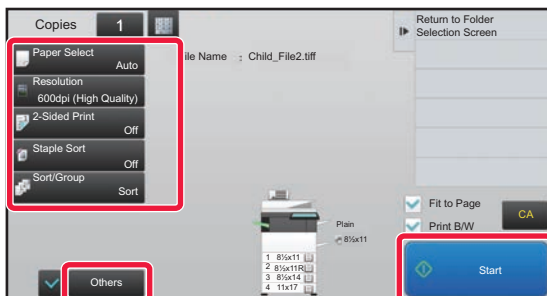 Copies 1
Paper Select
Auto
Resolution
600dpi (High Quality)
2-Sided Print
Off
Staple Sort
Off
Sort/Group
Sort
Others
ile Name : Child_File2.tiff
Plain
8½x11
1 8½x11
2 8½x11R
3 8½x14
4 11x17
Return to Folder
Selection Screen
Fit to Page
Print B/W
CA
Start